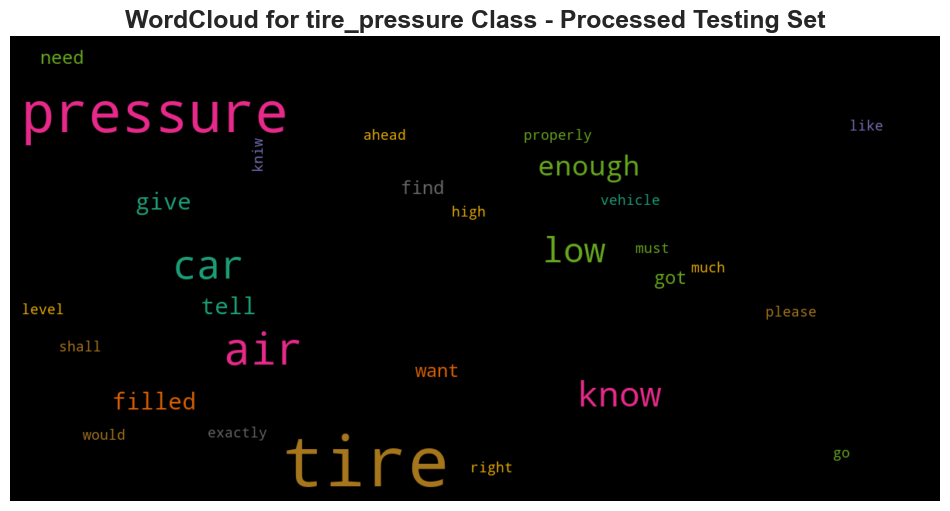 WordCloud for tire_pressure Class - Processed Testing Set
need
pressure
ahead
properly
like
kniw
enough
find
give
vehicle
high
low
must
car
much
got
tell
level
please
shall
air
want
know
filled
would
exactly
go
tire
right